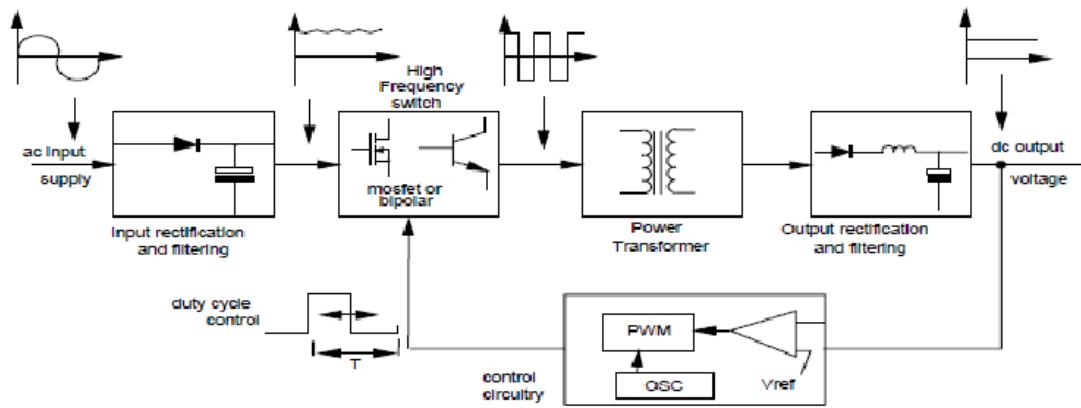 High
Frequency
switch
ac input
supply
mosfet or
bipolar
dc output
voltage
Input rectification
and filtering
Power
Transformer
Output rectification
and filtering
duty cycle
control
T
PWM
OSC
Vref
control
circuitry